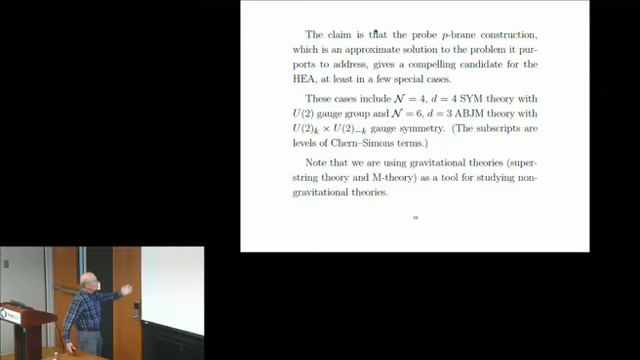 The claim is that the probe p-brane construction,
which is an approximate solution to the problem it pur-
ports to address, gives a compelling candidate for the
HEA, at least in a few special cases.
These cases include 𝒩 = 4, d = 4 SYM theory with
U(2) gauge group and 𝒩 = 6, d = 3 ABJM theory with
U(2)ₖ × U(2)₋ₖ gauge symmetry. (The subscripts are
levels of Chern–Simons terms.)
Note that we are using gravitational theories (super-
string theory and M-theory) as a tool for studying non-
gravitational theories.